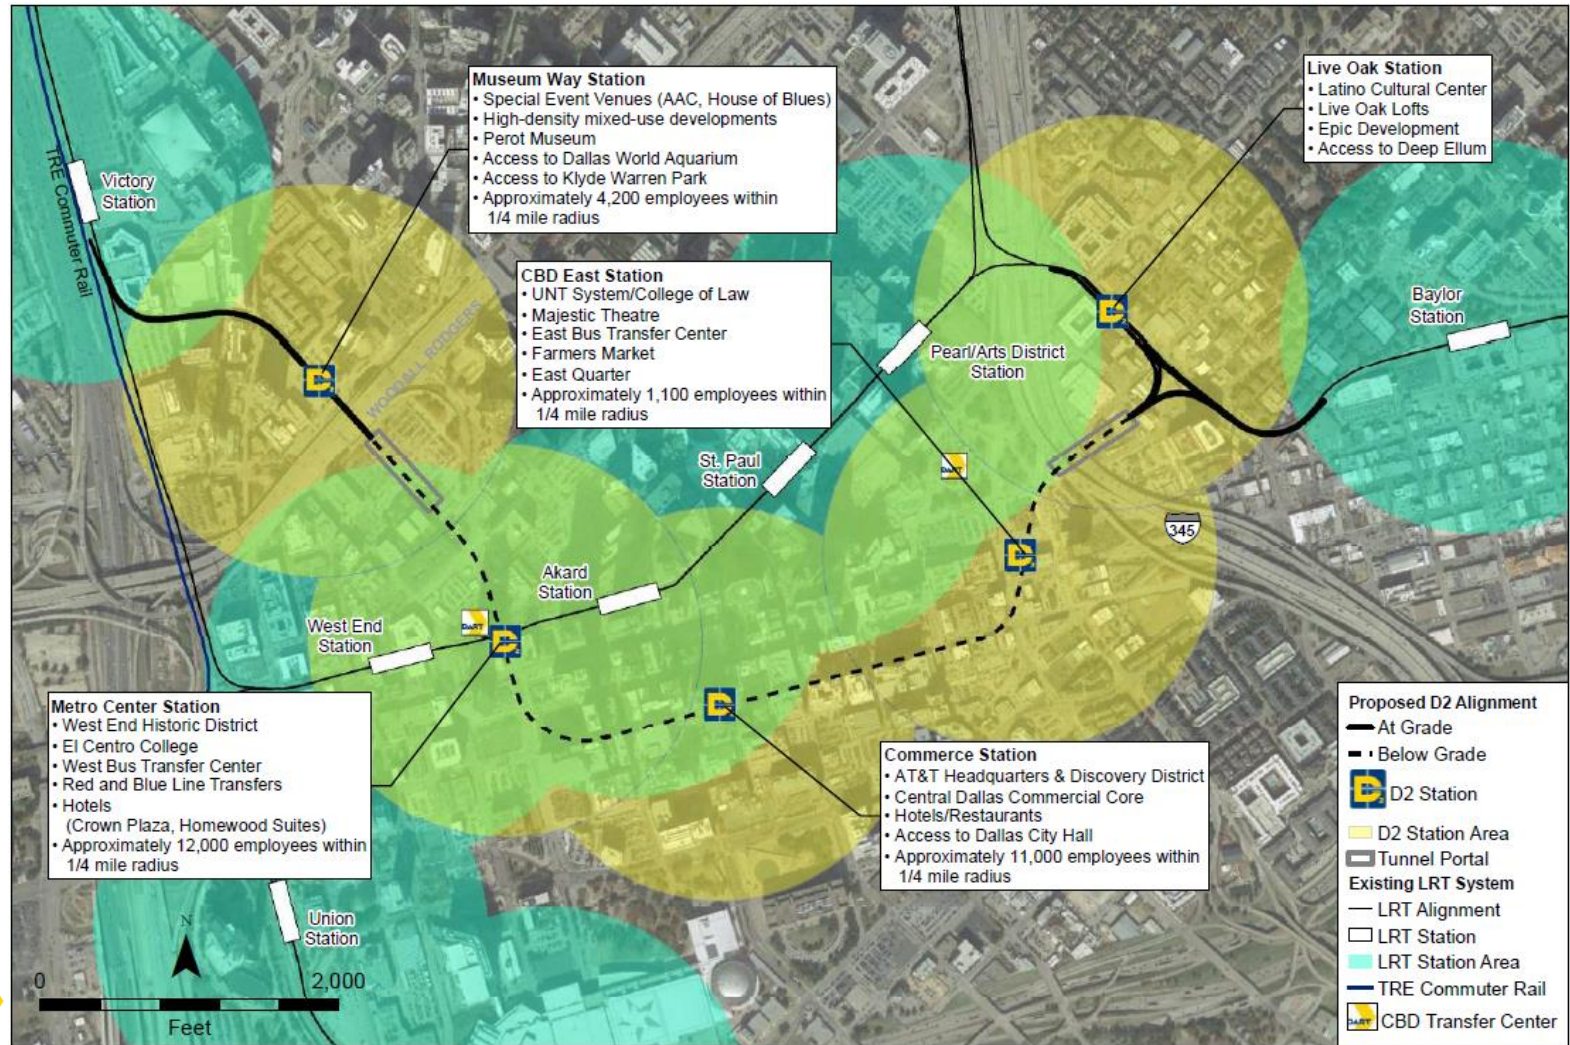 Museum Way Station
• Special Event Venues (AAC, House of Blues)
• High-density mixed-use developments
• Perot Museum
• Access to Dallas World Aquarium
• Access to Klyde Warren Park
• Approximately 4,200 employees within
1/4 mile radius
Live Oak Station
• Latino Cultural Center
• Live Oak Lofts
• Epic Development
• Access to Deep Ellum
Victory
Station
TRE Commuter Rail
CBD East Station
• UNT System/College of Law
• Majestic Theatre
• East Bus Transfer Center
• Farmers Market
• East Quarter
• Approximately 1,100 employees within
1/4 mile radius
WOODALL RODGERS
Baylor
Station
Pearl/Arts District
Station
St. Paul
Station
DART
345
Akard
Station
West End
Station
DART
Metro Center Station
• West End Historic District
• El Centro College
• West Bus Transfer Center
• Red and Blue Line Transfers
• Hotels
(Crown Plaza, Homewood Suites)
• Approximately 12,000 employees within
1/4 mile radius
Commerce Station
• AT&T Headquarters & Discovery District
• Central Dallas Commercial Core
• Hotels/Restaurants
• Access to Dallas City Hall
• Approximately 11,000 employees within
1/4 mile radius
Union
Station
N
0 2,000
Feet
Proposed D2 Alignment
At Grade
Below Grade
D2 Station
D2 Station Area
Tunnel Portal
Existing LRT System
LRT Alignment
LRT Station
LRT Station Area
TRE Commuter Rail
DART CBD Transfer Center